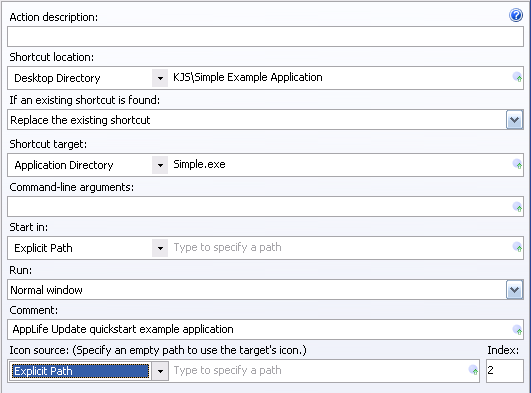 Action description:
?
Shortcut location:
Desktop Directory KJS\Simple Example Application
If an existing shortcut is found:
Replace the existing shortcut
Shortcut target:
Application Directory Simple.exe
Command-line arguments:
Start in:
Explicit Path Type to specify a path
Run:
Normal window
Comment:
AppLife Update quickstart example application
Icon source: (Specify an empty path to use the target's icon.) Index:
Explicit Path Type to specify a path 2